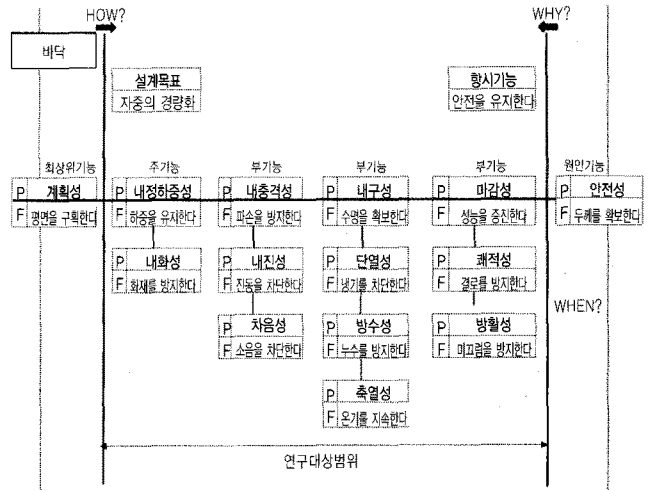 HOW?
WHY?
바닥
설계목표
자중의 경량화
항시기능
안전을 유지한다
최상위기능
주기능
부기능
부기능
부기능
원인기능
P 계획성
F 평면을 구획한다
P 내정하중성
F 하중을 유지한다
P 내충격성
F 파손을 방지한다
P 내구성
F 수명을 확보한다
P 마감성
F 성능을 증진한다
P 안전성
F 두께를 확보한다
P 내화성
F 화재를 방지한다
P 내진성
F 진동을 차단한다
P 단열성
F 냉기를 차단한다
P 쾌적성
F 결로를 방지한다
WHEN?
P 차음성
F 소음을 차단한다
P 방수성
F 누수를 방지한다
P 방활성
F 미끄럼을 방지한다
P 축열성
F 온기를 지속한다
연구대상범위